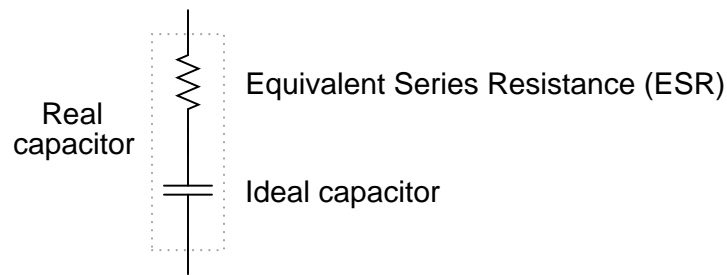 Equivalent Series Resistance (ESR)
Real
capacitor
Ideal capacitor